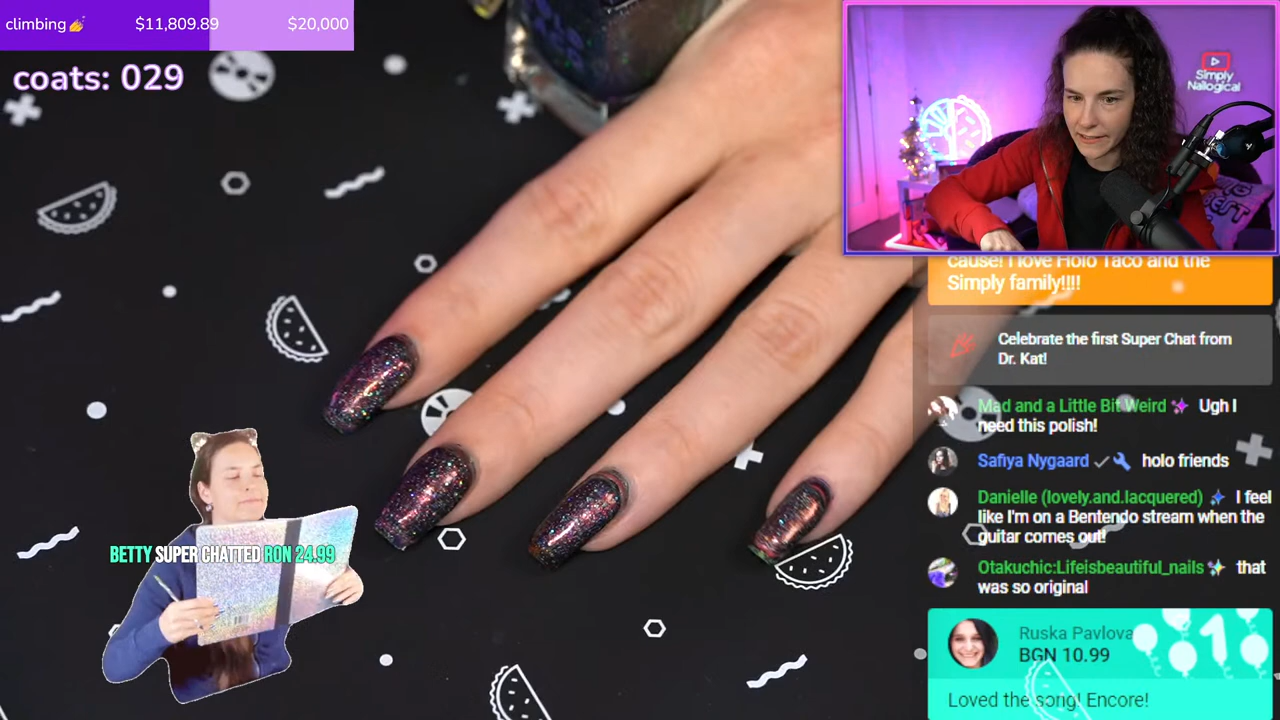 climbing💅 $11,809.89 $20,000
coats: 029
Simply
Nailogical
cause! I love Holo Taco and the
Simply family!!!!
Celebrate the first Super Chat from
Dr. Kat!
Mad and a Little Bit Weird Ugh I
need this polish!
Safiya Nygaard holo friends
Danielle (lovely.and.lacquered) I feel
like I'm on a Bentendo stream when the
guitar comes out!
Otakuchic:Lifeisbeautiful_nails that
was so original
BETTY SUPER CHATTED RON 24.99
Ruska Pavlova
BGN 10.99
Loved the song! Encore!